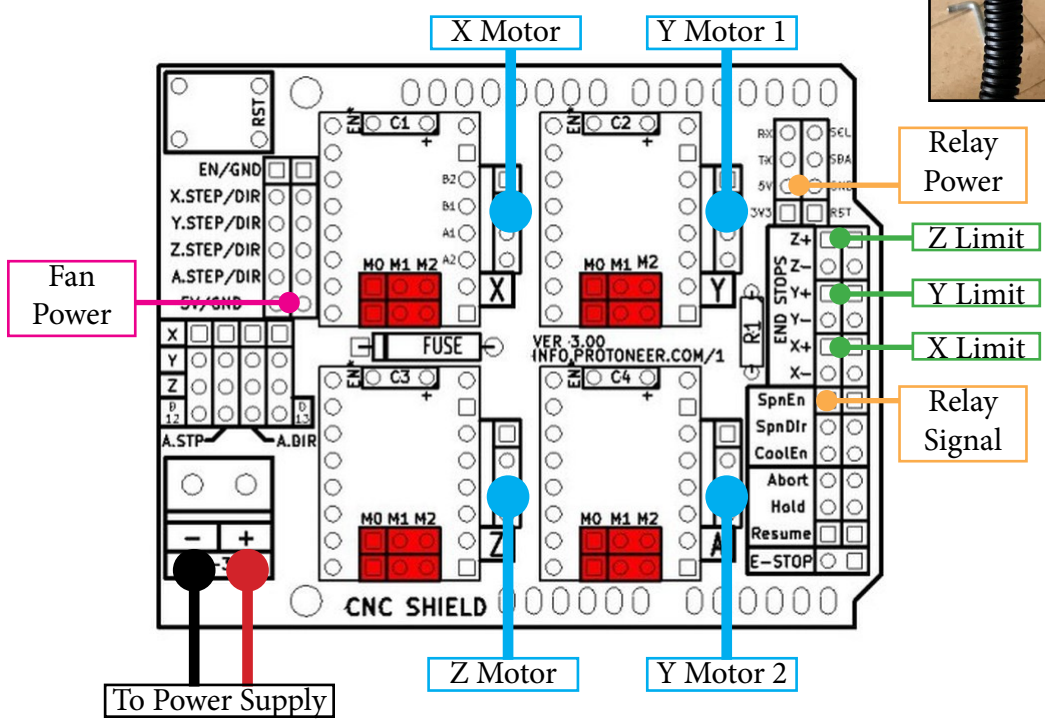 X Motor
Y Motor 1
RST
EN*
C1
+
EN*
C2
+
RX
SCL
TX
SDA
5V
GND
3V3
RST
Relay
Power
EN/GND
X.STEP/DIR
Y.STEP/DIR
Z.STEP/DIR
A.STEP/DIR
5V/GND
B2
B1
A1
A2
M0 M1 M2
X
M0 M1 M2
Y
Fan
Power
END STOPS
Z+
Z-
Y+
Y-
X+
X-
Z Limit
Y Limit
X Limit
X
Y
Z
D
12
D
13
A.STP
A.DIR
FUSE
VER 3.00
INFO.PROTONEER.COM/1
R1
EN*
C3
+
EN*
C4
+
SpnEn
SpnDir
CoolEn
Abort
Hold
Resume
E-STOP
Relay
Signal
- +
M0 M1 M2
Z
M0 M1 M2
A
CNC SHIELD
Z Motor
Y Motor 2
To Power Supply